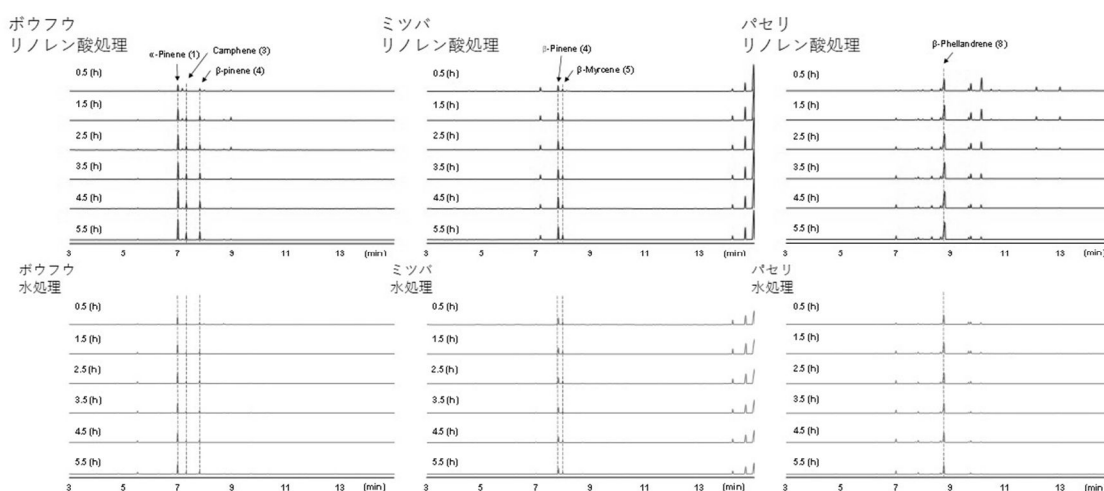 ボウフウ
リノレン酸処理
α-Pinene (1)
Camphene (3)
β-pinene (4)
0.5 (h)
1.5 (h)
2.5 (h)
3.5 (h)
4.5 (h)
5.5 (h)
3 5 7 9 11 13 (min)
ミツバ
リノレン酸処理
β-Pinene (4)
β-Myrcene (5)
0.5 (h)
1.5 (h)
2.5 (h)
3.5 (h)
4.5 (h)
5.5 (h)
3 5 7 9 11 13 (min)
パセリ
リノレン酸処理
β-Phellandrene (8)
0.5 (h)
1.5 (h)
2.5 (h)
3.5 (h)
4.5 (h)
5.5 (h)
3 5 7 9 11 13 (min)
ボウフウ
水処理
0.5 (h)
1.5 (h)
2.5 (h)
3.5 (h)
4.5 (h)
5.5 (h)
3 5 7 9 11 13 (min)
ミツバ
水処理
0.5 (h)
1.5 (h)
2.5 (h)
3.5 (h)
4.5 (h)
5.5 (h)
3 5 7 9 11 13 (min)
パセリ
水処理
0.5 (h)
1.5 (h)
2.5 (h)
3.5 (h)
4.5 (h)
5.5 (h)
3 5 7 9 11 13 (min)